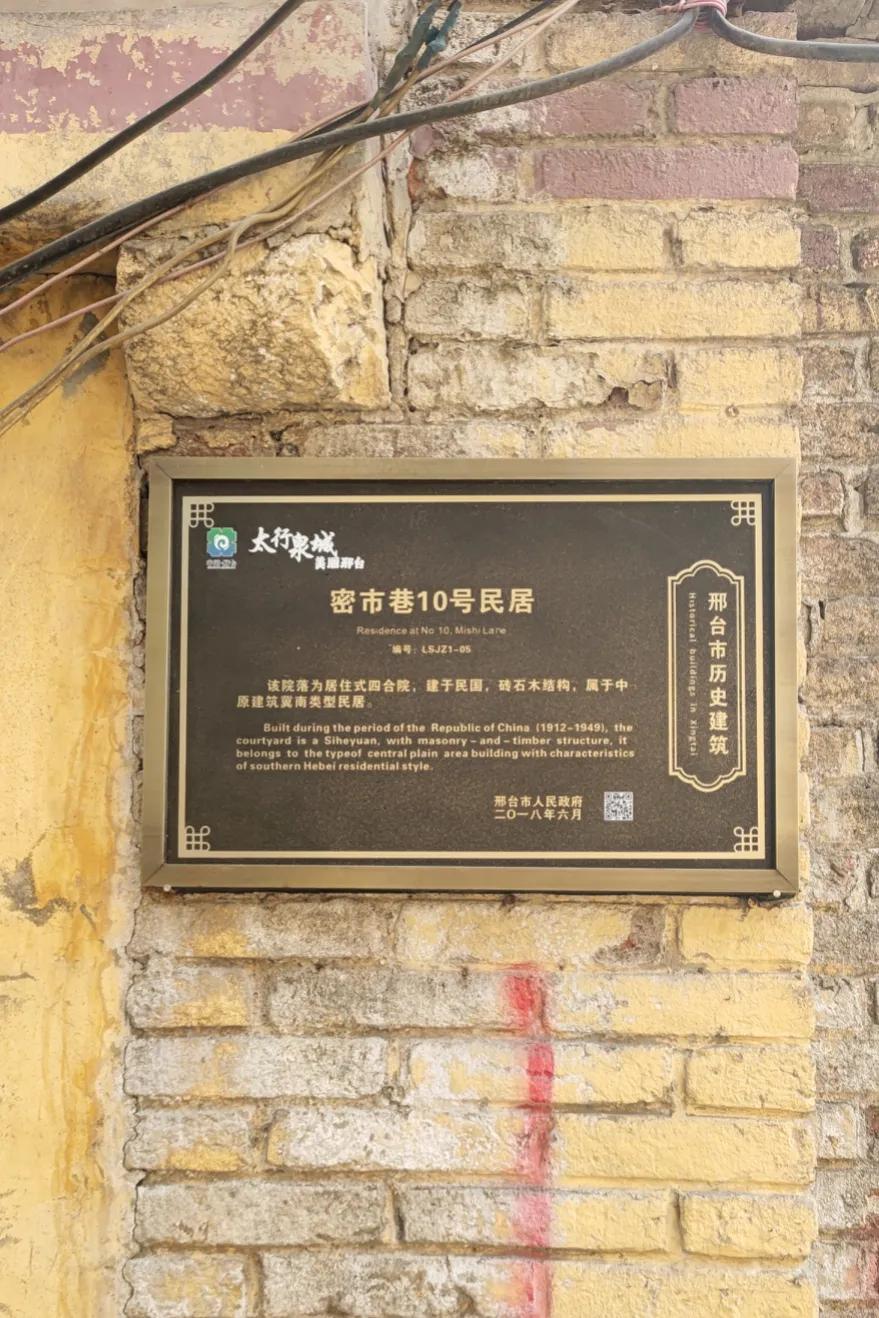 太行泉城
美丽邢台
密市巷10号民居
Residence at No 10, Mishi Lane
编号：LSJZ1-05
该院落为居住式四合院，建于民国，砖石木结构，属于中
原建筑冀南类型民居。
Built during the period of the Republic of China (1912-1949), the
courtyard is a Siheyuan, with masonry-and-timber structure, it
belongs to the typeof central plain area building with characteristics
of southern Hebei residential style.
邢台市人民政府
二〇一八年六月
邢台市历史建筑
Historical buildings in Xingtai